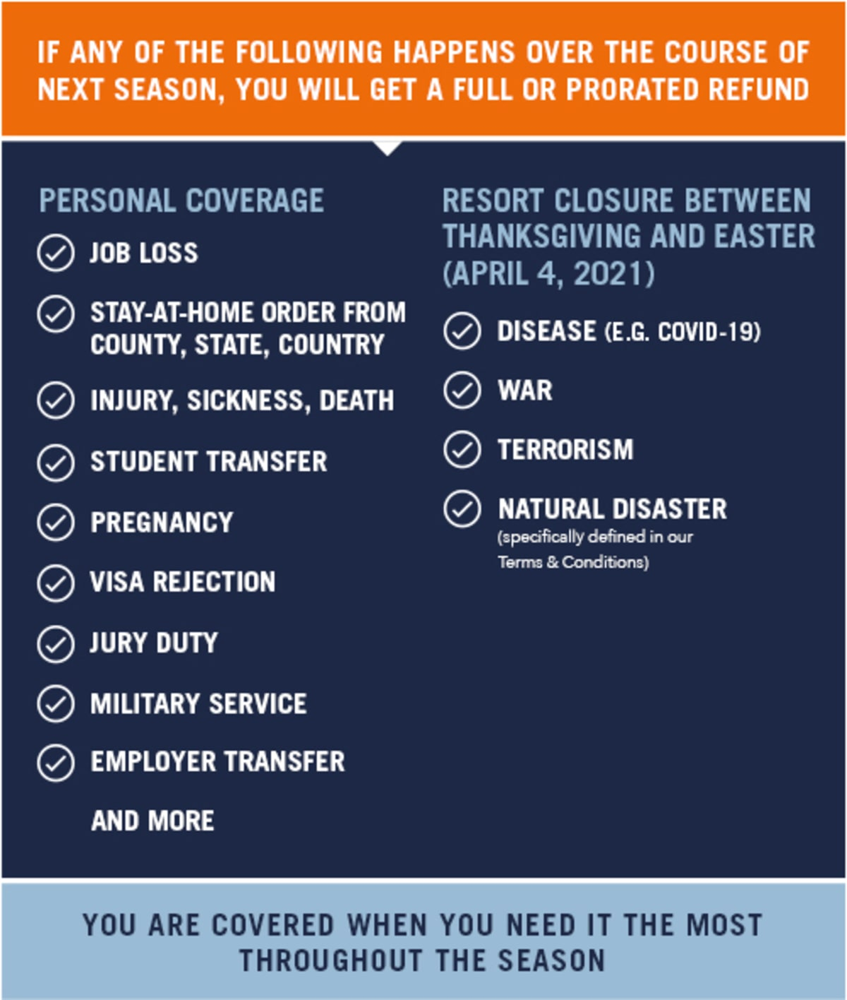 IF ANY OF THE FOLLOWING HAPPENS OVER THE COURSE OF
NEXT SEASON, YOU WILL GET A FULL OR PRORATED REFUND
PERSONAL COVERAGE
JOB LOSS
STAY-AT-HOME ORDER FROM
COUNTY, STATE, COUNTRY
INJURY, SICKNESS, DEATH
STUDENT TRANSFER
PREGNANCY
VISA REJECTION
JURY DUTY
MILITARY SERVICE
EMPLOYER TRANSFER
AND MORE
RESORT CLOSURE BETWEEN
THANKSGIVING AND EASTER
(APRIL 4, 2021)
DISEASE (E.G. COVID-19)
WAR
TERRORISM
NATURAL DISASTER
(specifically defined in our
Terms & Conditions)
YOU ARE COVERED WHEN YOU NEED IT THE MOST
THROUGHOUT THE SEASON